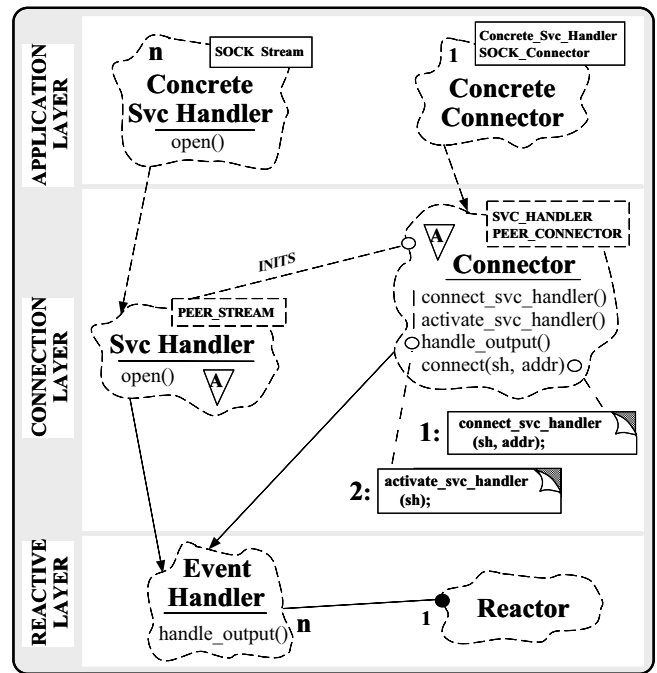 APPLICATION
LAYER
n
SOCK Stream
Concrete
Svc Handler
open()
1
Concrete_Svc_Handler
SOCK_Connector
Concrete
Connector
CONNECTION
LAYER
INITS
PEER_STREAM
Svc Handler
open()
A
SVC_HANDLER
PEER_CONNECTOR
A
Connector
connect_svc_handler()
activate_svc_handler()
handle_output()
connect(sh, addr)
1:
connect_svc_handler
(sh, addr);
2:
activate_svc_handler
(sh);
REACTIVE
LAYER
Event
Handler
handle_output()
n
1
Reactor